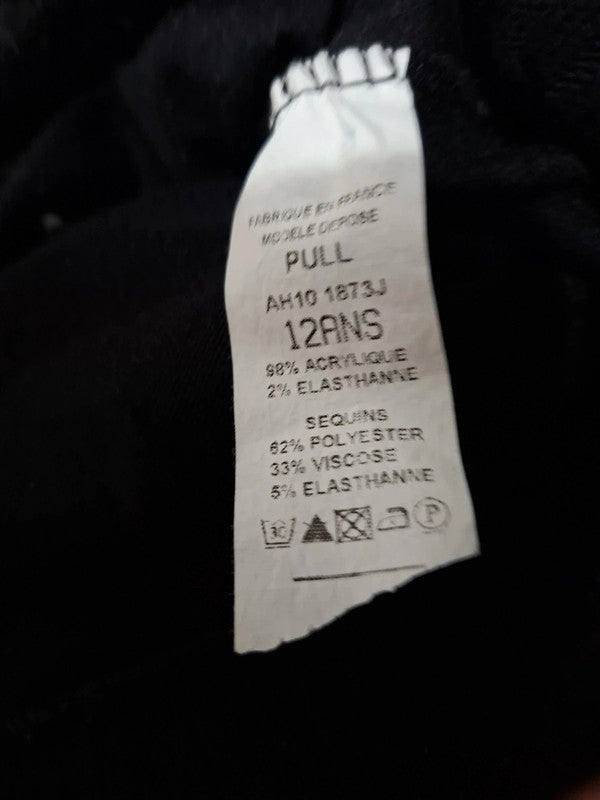 FABRIQUE EN FRANCE
MODELE DEPOSE
PULL
AH10 1873J
12ANS
98% ACRYLIQUE
2% ELASTHANNE
SEQUINS
62% POLYESTER
33% VISCOSE
5% ELASTHANNE
30 P